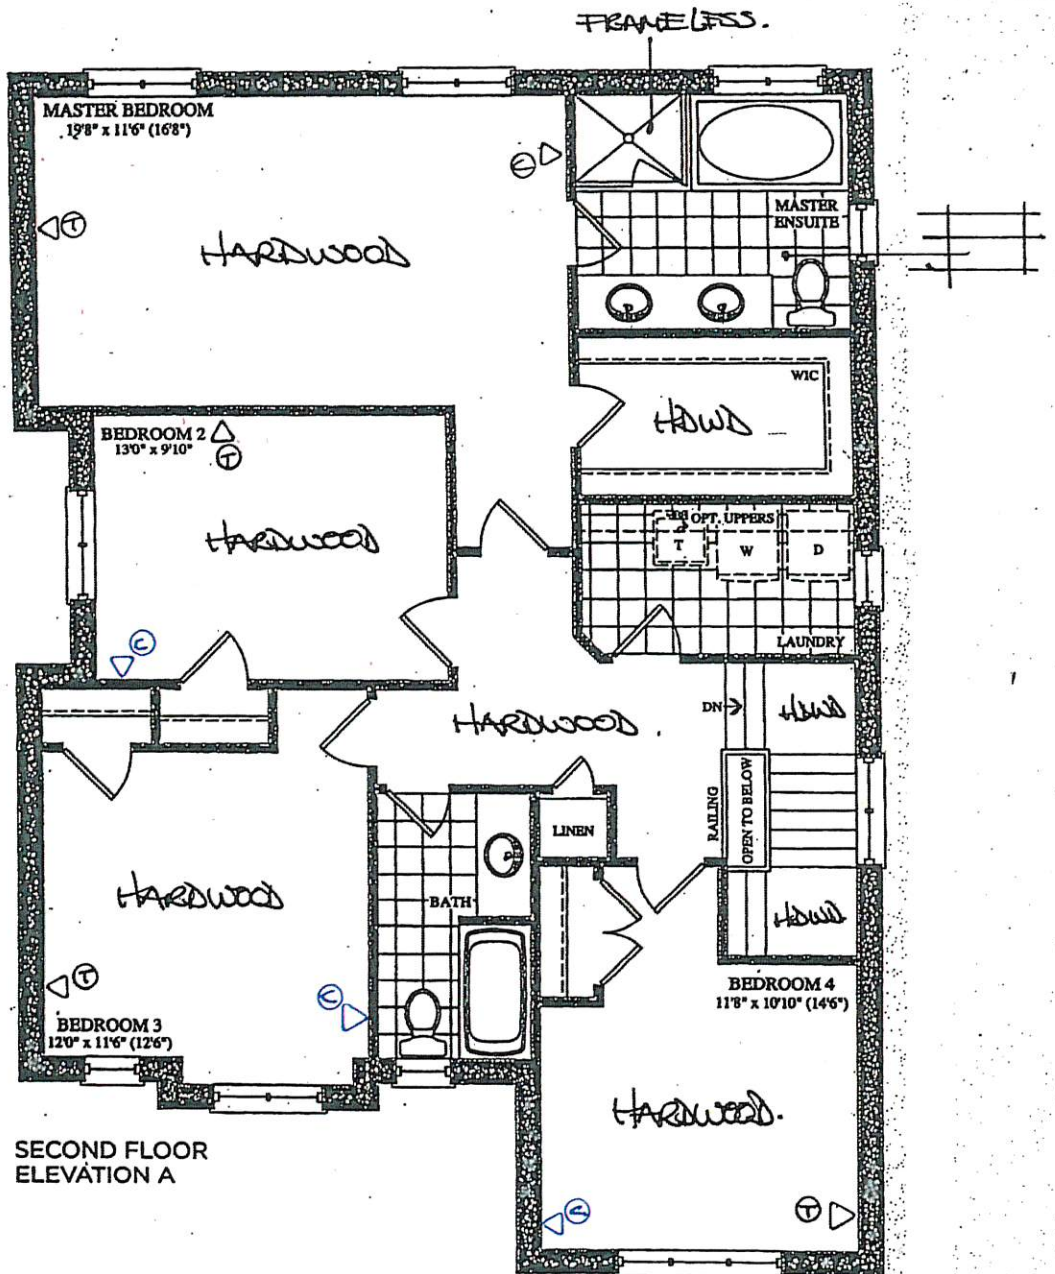 FRAMELESS.
MASTER BEDROOM
19'8" x 11'6" (16'8")
C
T
HARDWOOD
MASTER
ENSUITE
WIC
HDWD
BEDROOM 2
13'0" x 9'10"
T
HARDWOOD
OPT. UPPERS
T
W
D
LAUNDRY
C
DN
HDWD
HARDWOOD.
RAILING
OPEN TO BELOW
LINEN
HARDWOOD
BATH
HDWD.
T
C
BEDROOM 4
11'8" x 10'10" (14'6")
BEDROOM 3
12'0" x 11'6" (12'6")
HARDWOOD.
SECOND FLOOR
ELEVATION A
C
T